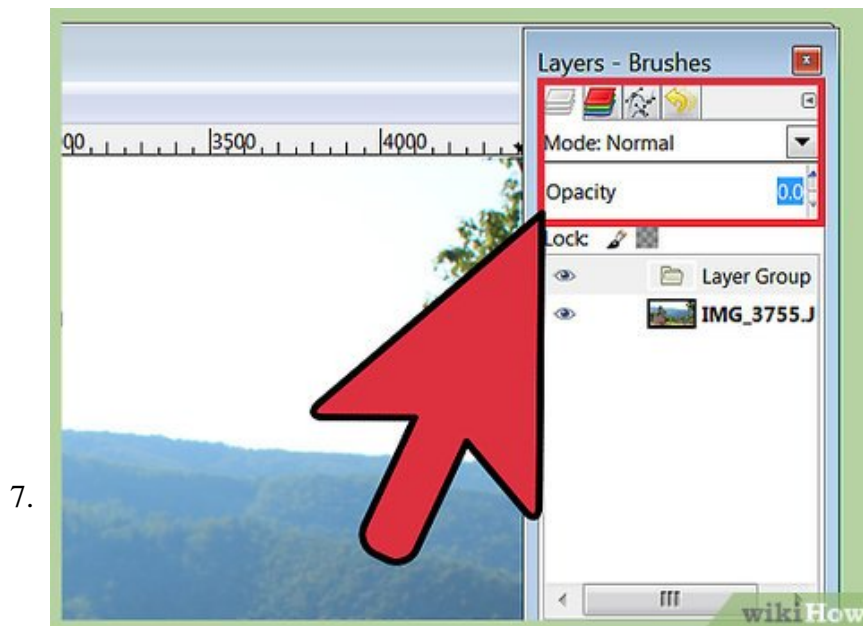 Layers - Brushes
3500
4000
Mode: Normal
Opacity
0.0
Lock:
Layer Group
IMG_3755.J
7.
wikiHow